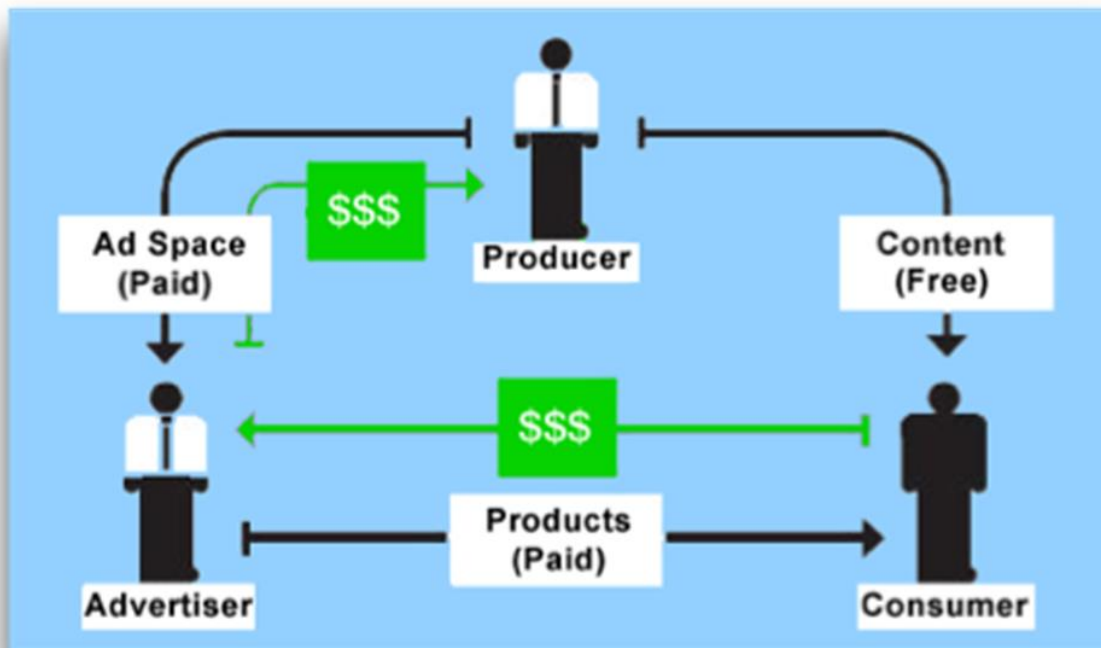 $$$
Ad Space
(Paid)
Producer
Content
(Free)
$$$
Products
(Paid)
Advertiser
Consumer